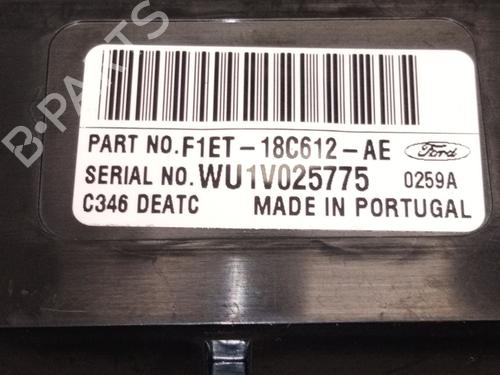 B-PARTS
PART NO. F1ET-18C612-AE Ford
SERIAL NO. WU1V025775 0259A
C346 DEATC MADE IN PORTUGAL